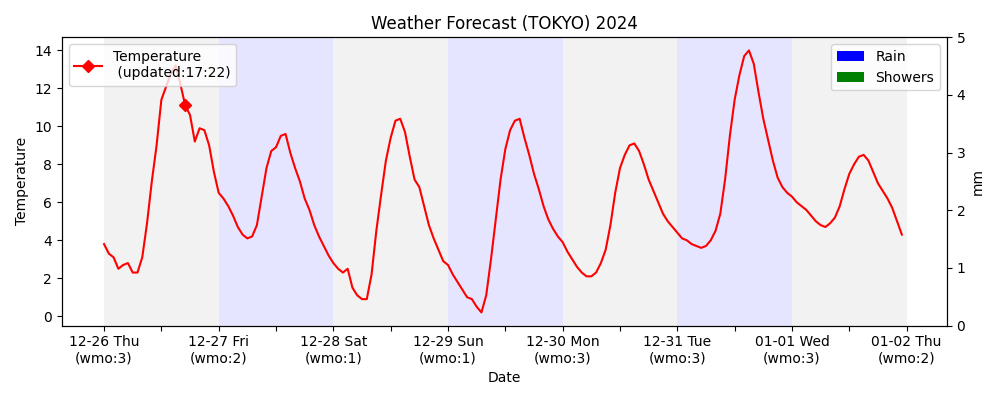 Weather Forecast (TOKYO) 2024
Temperature
(updated:17:22)
Rain
Showers
Temperature
14
12
10
8
6
4
2
0
5
4
3
2
1
0
mm
12-26 Thu
(wmo:3)
12-27 Fri
(wmo:2)
12-28 Sat
(wmo:1)
12-29 Sun
(wmo:1)
12-30 Mon
(wmo:3)
12-31 Tue
(wmo:3)
01-01 Wed
(wmo:3)
01-02 Thu
(wmo:2)
Date